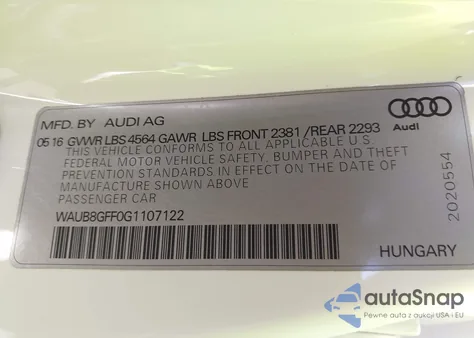 MFD. BY AUDI AG
05 16 GVWR LBS 4564 GAWR LBS FRONT 2381 / REAR 2293
THIS VEHICLE CONFORMS TO ALL APPLICABLE U.S
FEDERAL MOTOR VEHICLE SAFETY, BUMPER AND THEFT
PREVENTION STANDARDS IN EFFECT ON THE DATE OF
MANUFACTURE SHOWN ABOVE
PASSENGER CAR
WAUB8GFF0G1107122
Audi
2020554
HUNGARY
autoSnap
Pewne auta z aukcji USA i EU